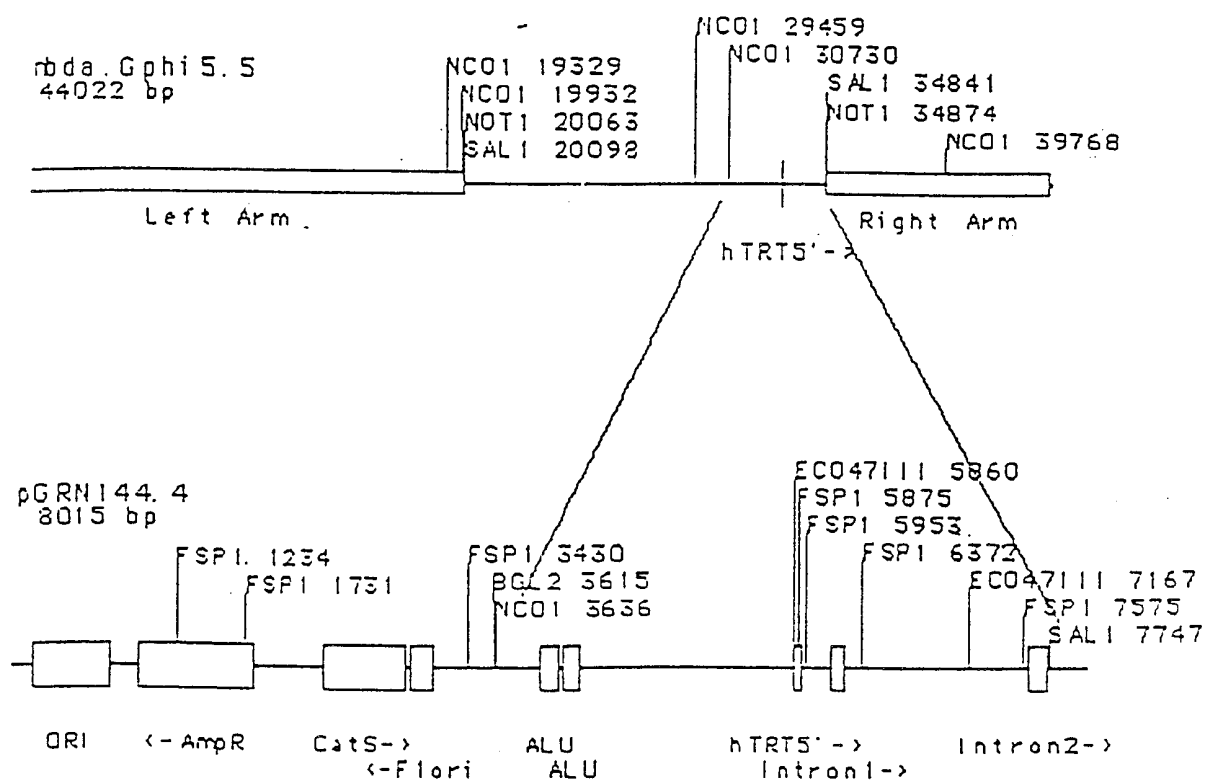 NCO1 29459
NCO1 30730
mbda.Gphi5.5
44022 bp
NCO1 19329
NCO1 19932
NOT1 20063
SAL1 20098
SAL1 34841
NOT1 34874
NCO1 39768
Left Arm
Right Arm
hTRT5'->
pGRN144.4
8015 bp
FSP1 1234
FSP1 1731
FSP1 3430
BGL2 3615
NCO1 3636
ECO47111 5860
FSP1 5875
FSP1 5953
FSP1 6372
ECO47111 7167
FSP1 7575
SAL1 7747
ORI
<-AmpR
CatS->
<-F1ori
ALU
ALU
hTRT5'->
Intron1->
Intron2->